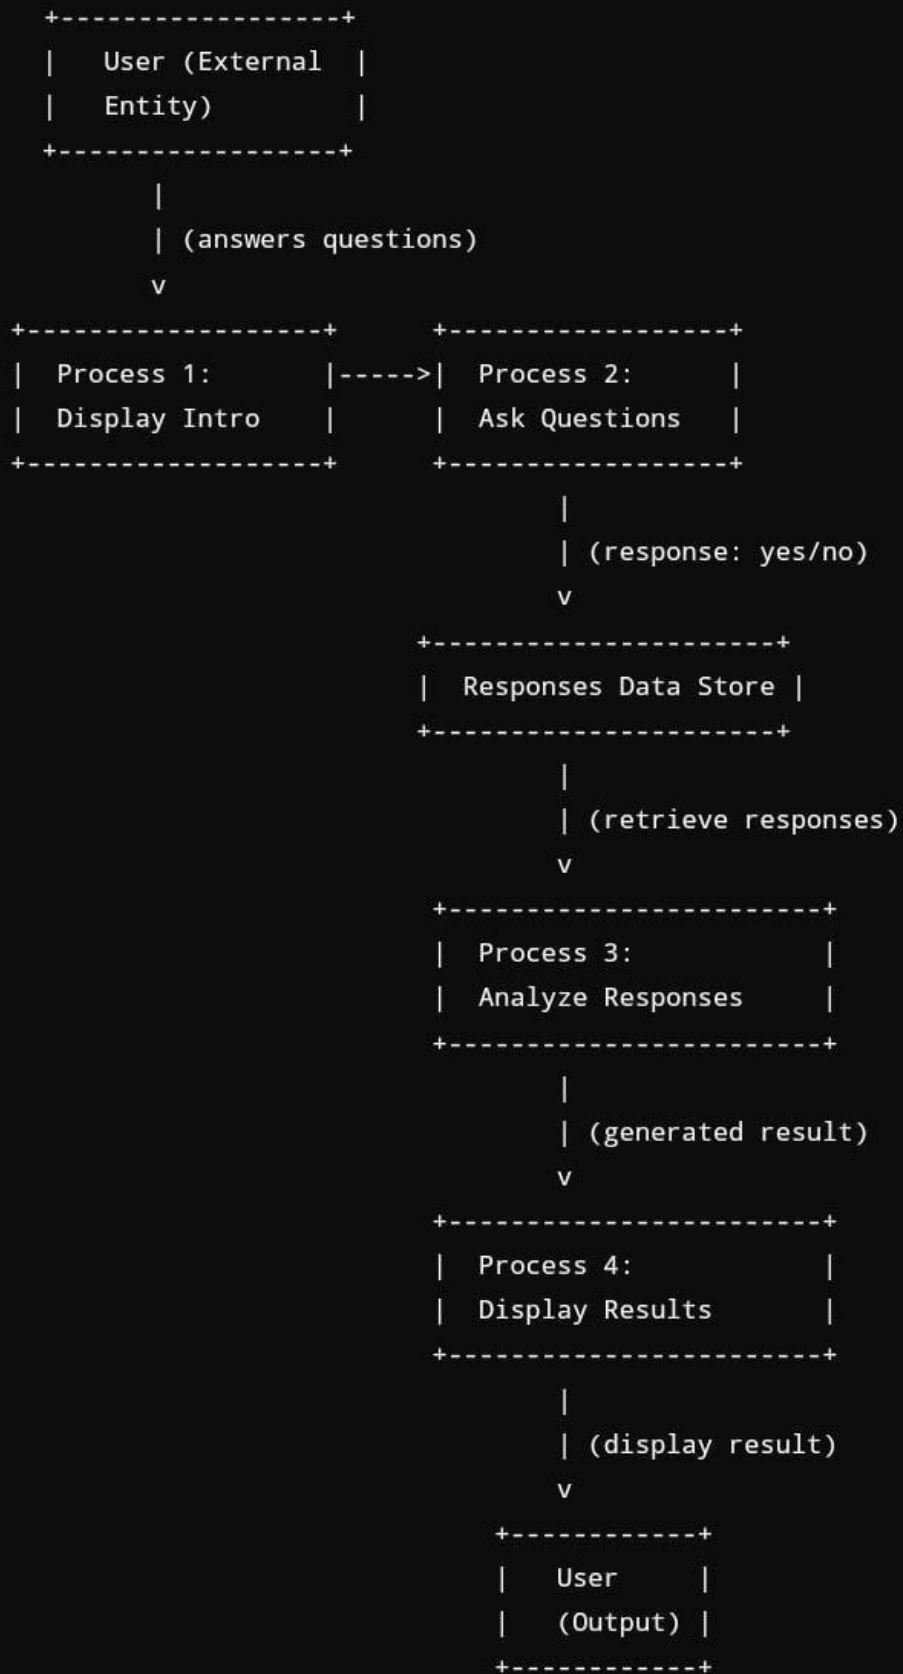 +------------------+
|   User (External  |
|   Entity)         |
+------------------+
|
| (answers questions)
v
+-------------------+      +------------------+
|  Process 1:       |----->|  Process 2:      |
|  Display Intro    |      |  Ask Questions   |
+-------------------+      +------------------+
|
| (response: yes/no)
v
+----------------------+
|  Responses Data Store |
+----------------------+
|
| (retrieve responses)
v
+------------------------+
|  Process 3:            |
|  Analyze Responses     |
+------------------------+
|
| (generated result)
v
+------------------------+
|  Process 4:            |
|  Display Results       |
+------------------------+
|
| (display result)
v
+------------+
|   User     |
|   (Output) |
+------------+